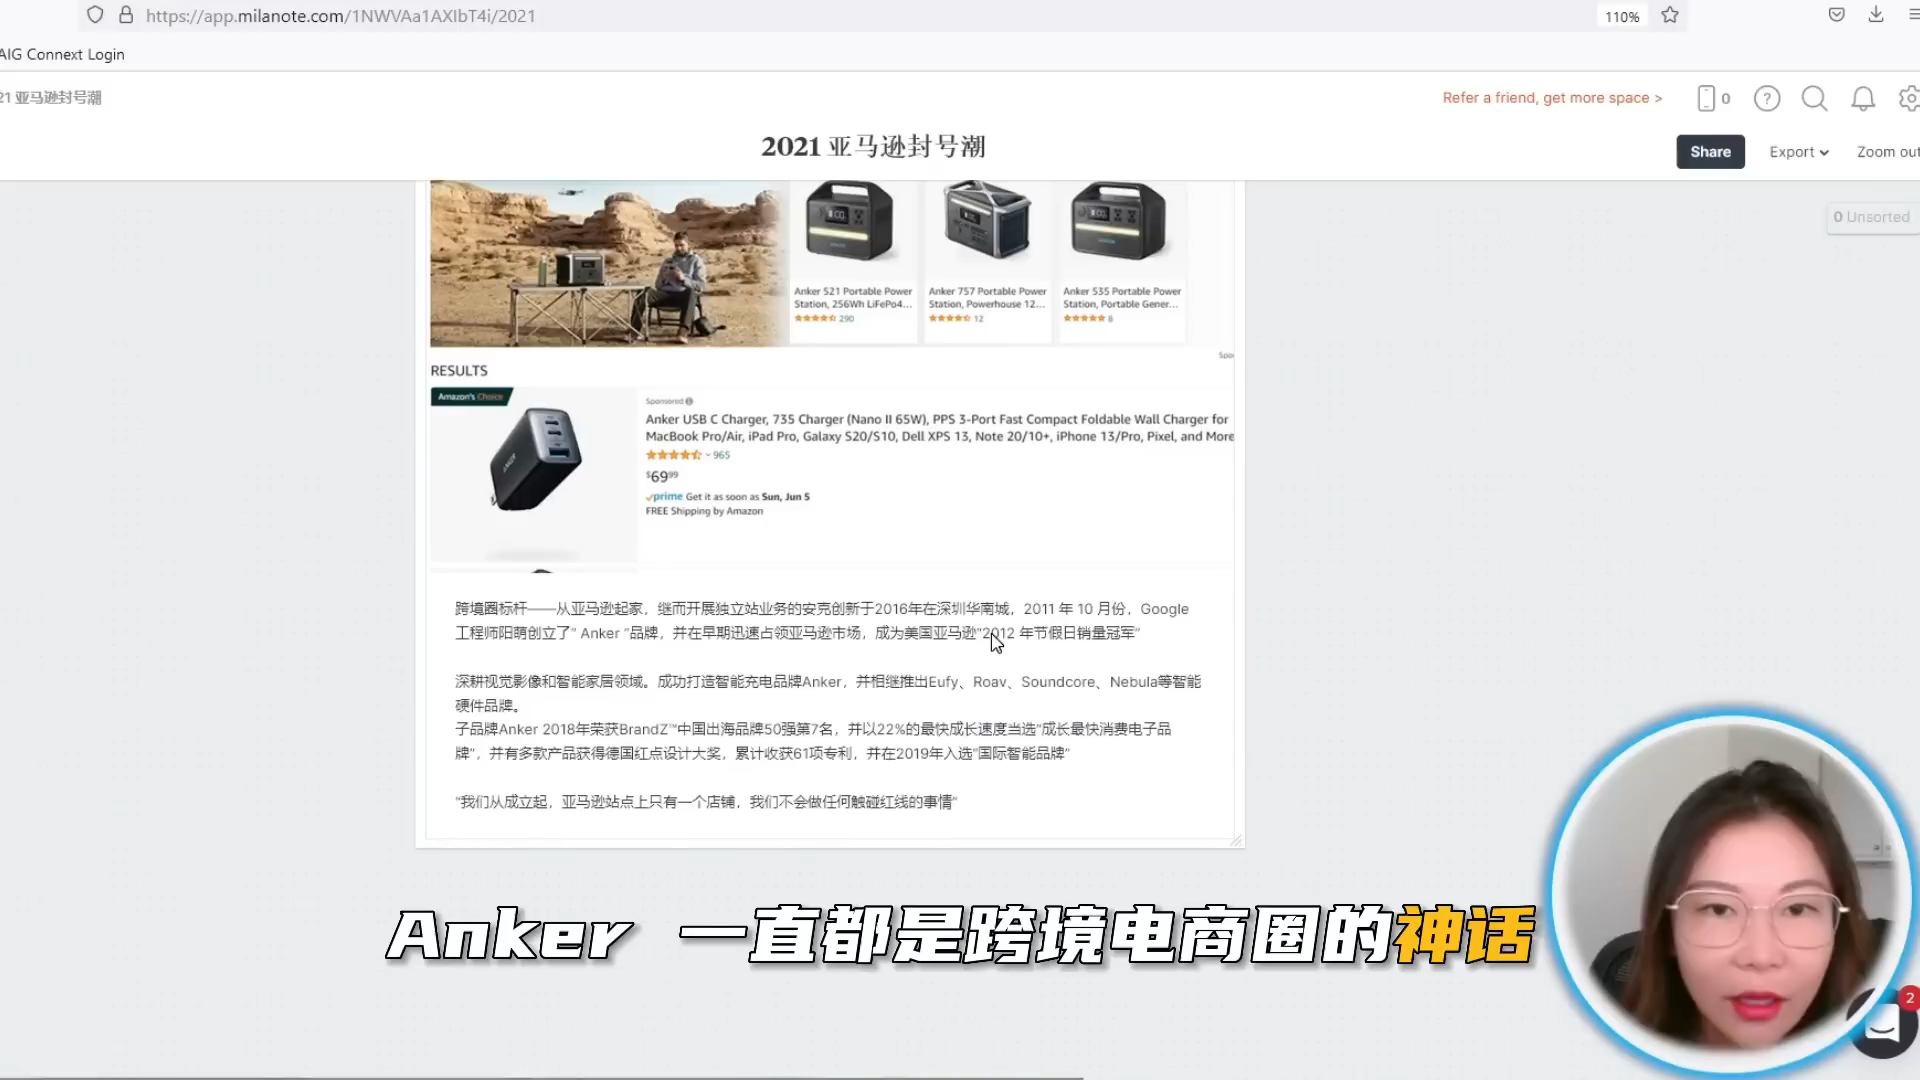 https://app.milanote.com/1NWVAa1AXIbT4i/2021
110%
AIG Connext Login
21 亚马逊封号潮
Refer a friend, get more space >
0
2021 亚马逊封号潮
Share
Export
Zoom out
0 Unsorted
Anker 521 Portable Power
Station, 256Wh LiFePo4...
290
Anker 757 Portable Power
Station, Powerhouse 12...
12
Anker 535 Portable Power
Station, Portable Gener...
8
RESULTS
Amazon's Choice
Sponsored
Anker USB C Charger, 735 Charger (Nano II 65W), PPS 3-Port Fast Compact Foldable Wall Charger for
MacBook Pro/Air, iPad Pro, Galaxy S20/S10, Dell XPS 13, Note 20/10+, iPhone 13/Pro, Pixel, and More
965
$69.99
prime Get it as soon as Sun, Jun 5
FREE Shipping by Amazon
跨境圈标杆——从亚马逊起家，继而开展独立站业务的安克创新于2016年在深圳华南城，2011 年 10 月份，Google
工程师阳萌创立了" Anker "品牌，并在早期迅速占领亚马逊市场，成为美国亚马逊"2012 年节假日销量冠军"
深耕视觉影像和智能家居领域。成功打造智能充电品牌Anker，并相继推出Eufy、Roav、Soundcore、Nebula等智能
硬件品牌。
子品牌Anker 2018年荣获BrandZ™中国出海品牌50强第7名，并以22%的最快成长速度当选"成长最快消费电子品
牌"，并有多款产品获得德国红点设计大奖，累计收获61项专利，并在2019年入选"国际智能品牌"
"我们从成立起，亚马逊站点上只有一个店铺，我们不会做任何触碰红线的事情"
Anker 一直都是跨境电商圈的神话
2